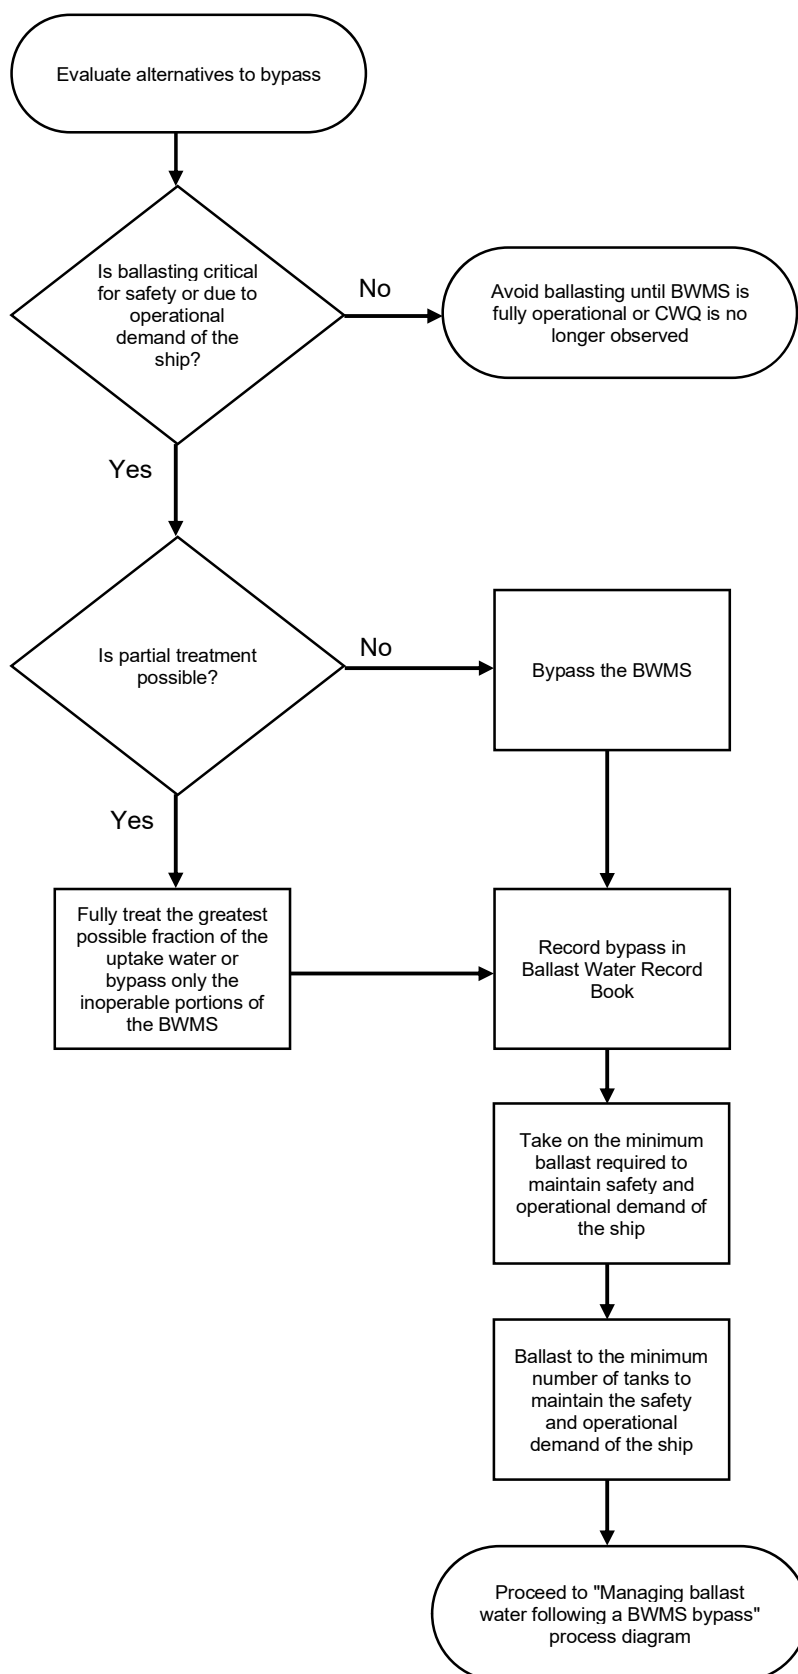 Evaluate alternatives to bypass
Is ballasting critical
for safety or due to
operational
demand of the
ship?
No
Avoid ballasting until BWMS is
fully operational or CWQ is no
longer observed
Yes
Is partial treatment
possible?
No
Bypass the BWMS
Yes
Fully treat the greatest
possible fraction of the
uptake water or
bypass only the
inoperable portions of
the BWMS
Record bypass in
Ballast Water Record
Book
Take on the minimum
ballast required to
maintain safety and
operational demand of
the ship
Ballast to the minimum
number of tanks to
maintain the safety
and operational
demand of the ship
Proceed to "Managing ballast
water following a BWMS bypass"
process diagram